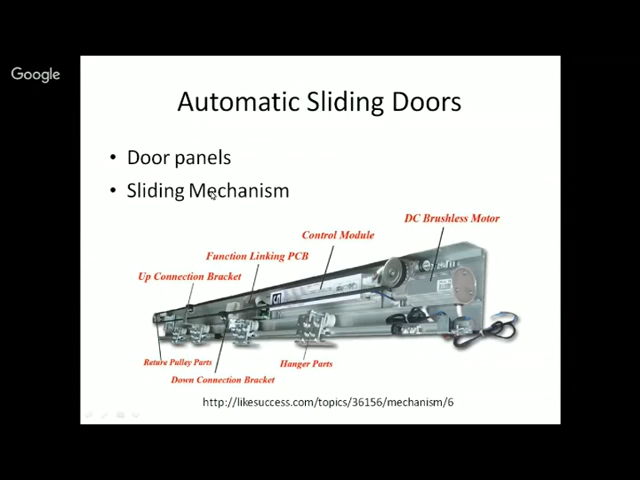 Google
Automatic Sliding Doors
• Door panels
• Sliding Mechanism
DC Brushless Motor
Control Module
Function Linking PCB
Up Connection Bracket
Reture Pulley Parts
Hanger Parts
Down Connection Bracket
http://likesuccess.com/topics/36156/mechanism/6